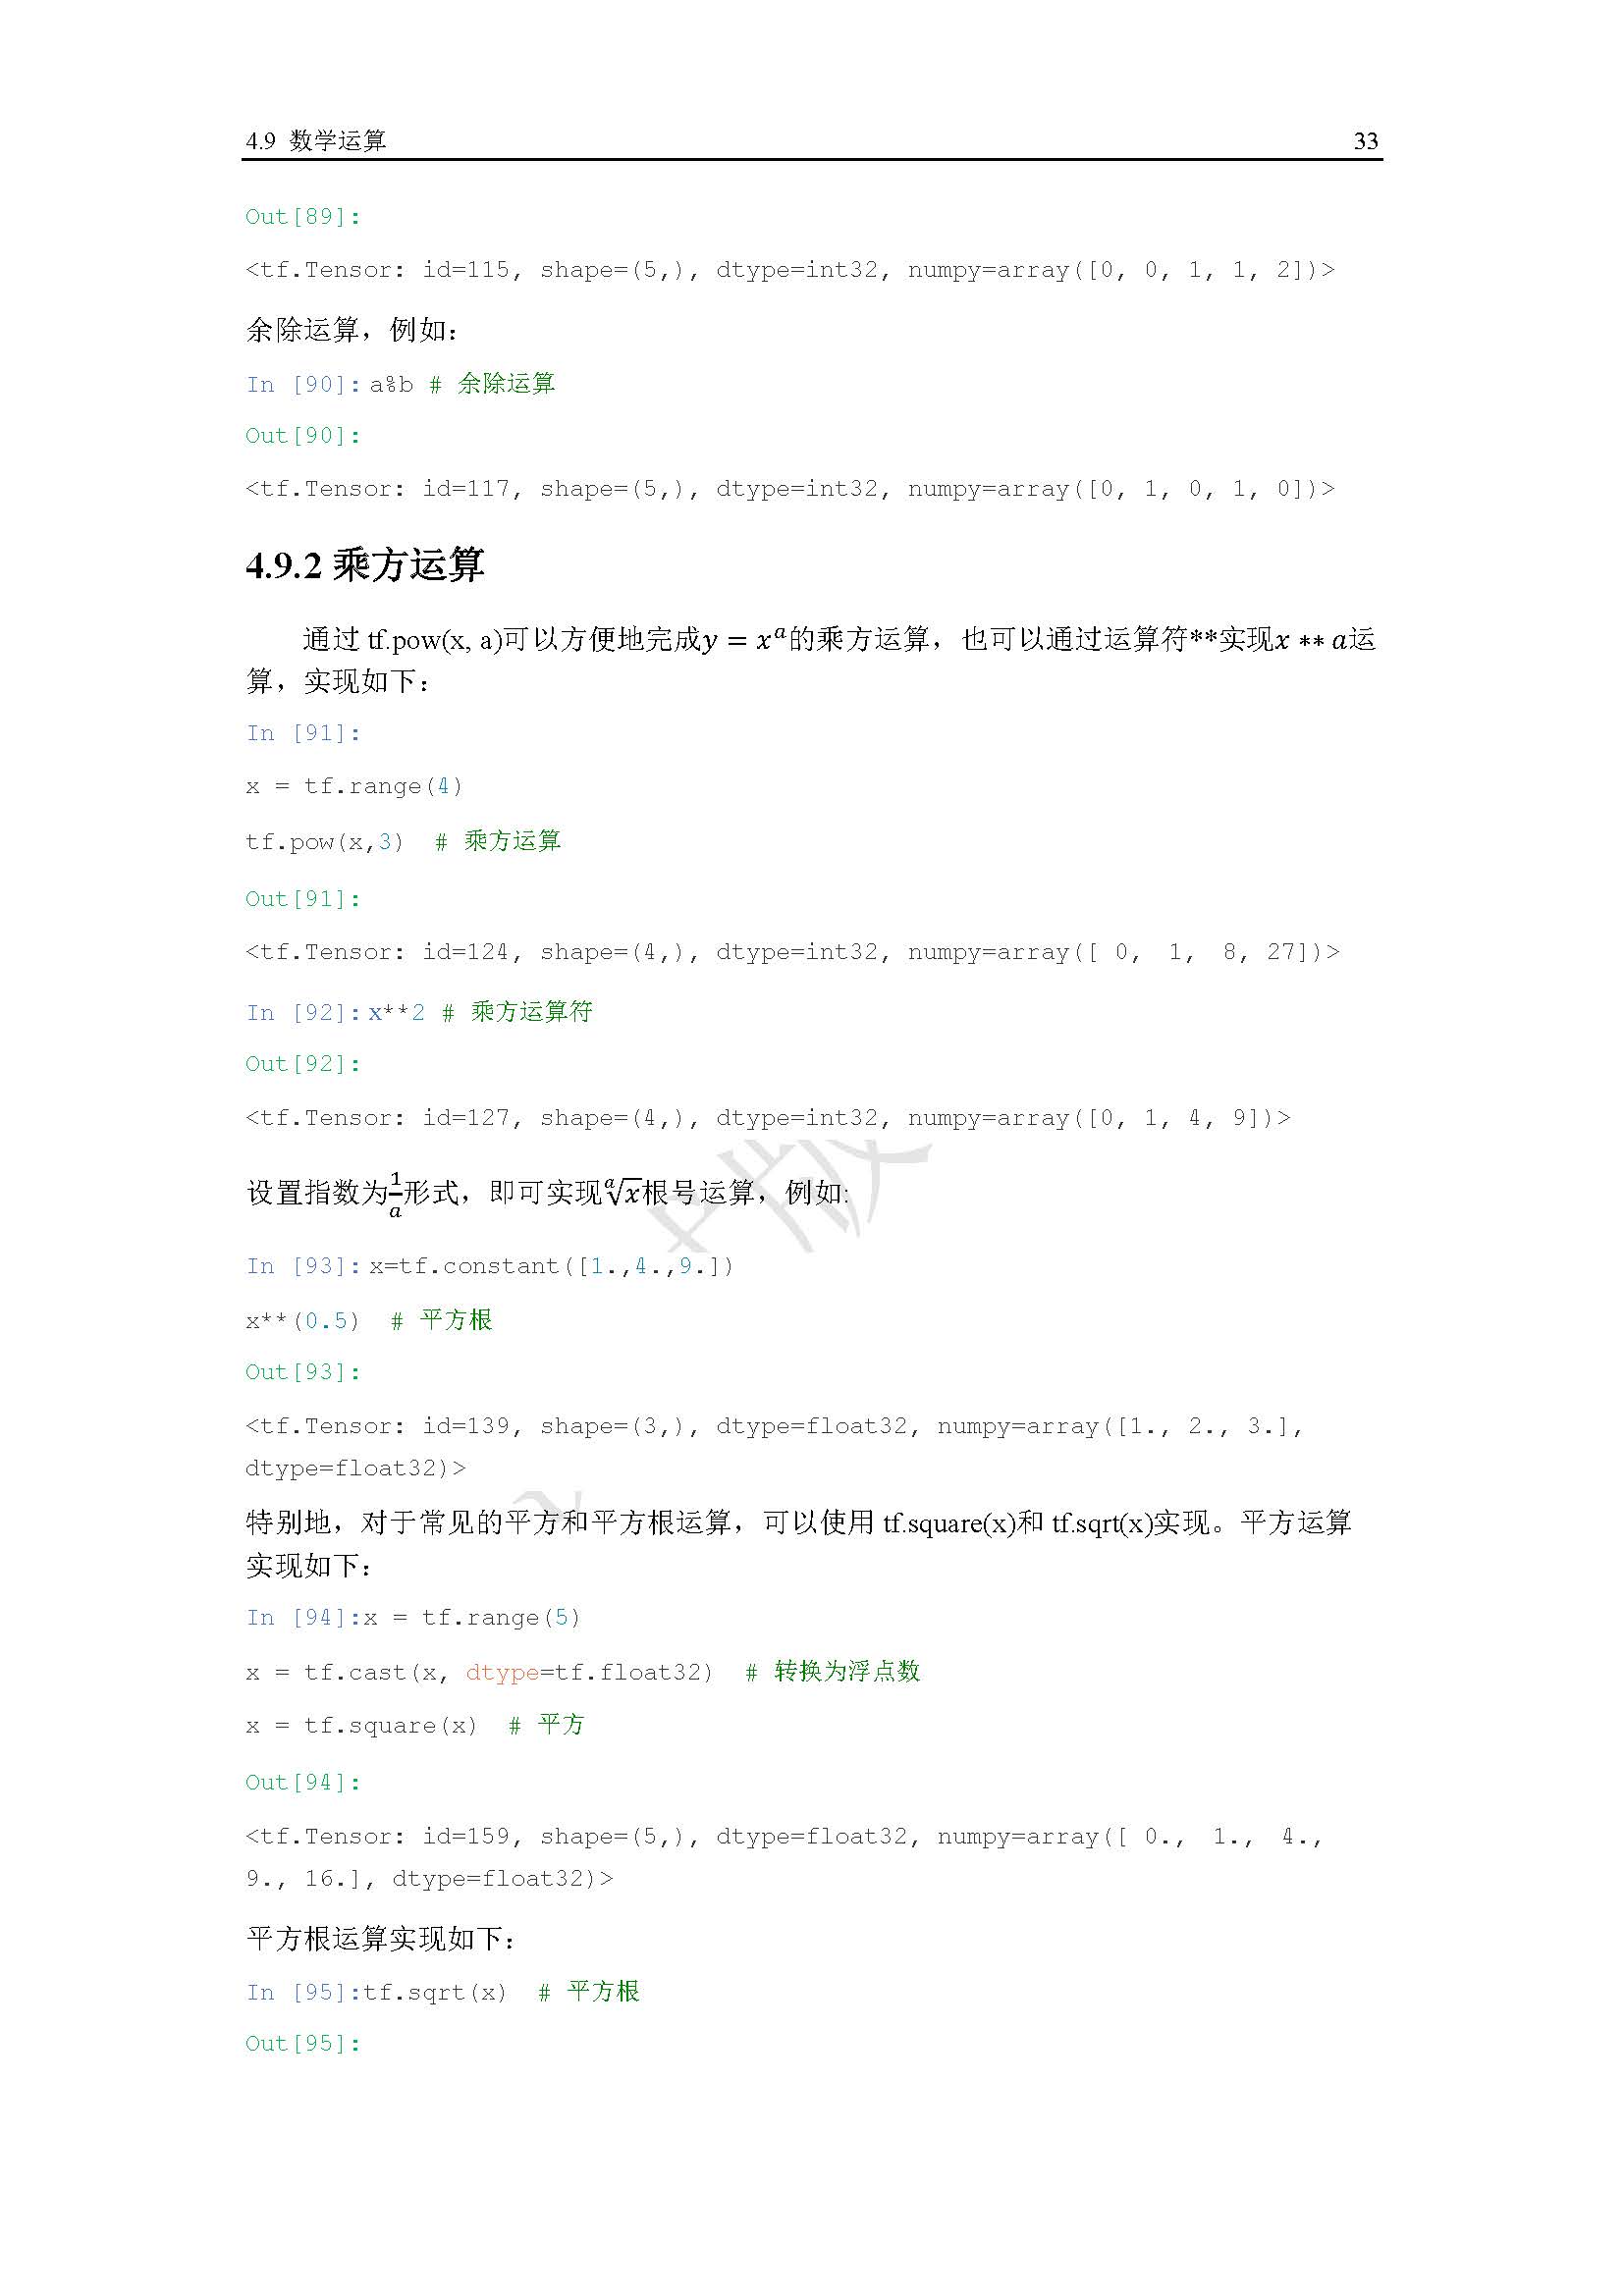 4.9 数学运算 33
Out[89]:
<tf.Tensor: id=115, shape=(5,), dtype=int32, numpy=array([0, 0, 1, 1, 2])>
余除运算，例如：
In [90]: a%b # 余除运算
Out[90]:
<tf.Tensor: id=117, shape=(5,), dtype=int32, numpy=array([0, 1, 0, 1, 0])>
4.9.2 乘方运算
通过 tf.pow(x, a)可以方便地完成y = x^a的乘方运算，也可以通过运算符**实现x ** a运
算，实现如下：
In [91]:
x = tf.range(4)
tf.pow(x,3)  # 乘方运算
Out[91]:
<tf.Tensor: id=124, shape=(4,), dtype=int32, numpy=array([ 0,  1,  8, 27])>
In [92]: x**2 # 乘方运算符
Out[92]:
<tf.Tensor: id=127, shape=(4,), dtype=int32, numpy=array([0, 1, 4, 9])>
设置指数为1/a形式，即可实现ᵃ√x根号运算，例如:
In [93]: x=tf.constant([1.,4.,9.])
x**(0.5)  # 平方根
Out[93]:
<tf.Tensor: id=139, shape=(3,), dtype=float32, numpy=array([1., 2., 3.],
dtype=float32)>
特别地，对于常见的平方和平方根运算，可以使用 tf.square(x)和 tf.sqrt(x)实现。平方运算
实现如下：
In [94]:x = tf.range(5)
x = tf.cast(x, dtype=tf.float32)  # 转换为浮点数
x = tf.square(x)  # 平方
Out[94]:
<tf.Tensor: id=159, shape=(5,), dtype=float32, numpy=array([ 0.,  1.,  4.,
9., 16.], dtype=float32)>
平方根运算实现如下：
In [95]:tf.sqrt(x)  # 平方根
Out[95]: